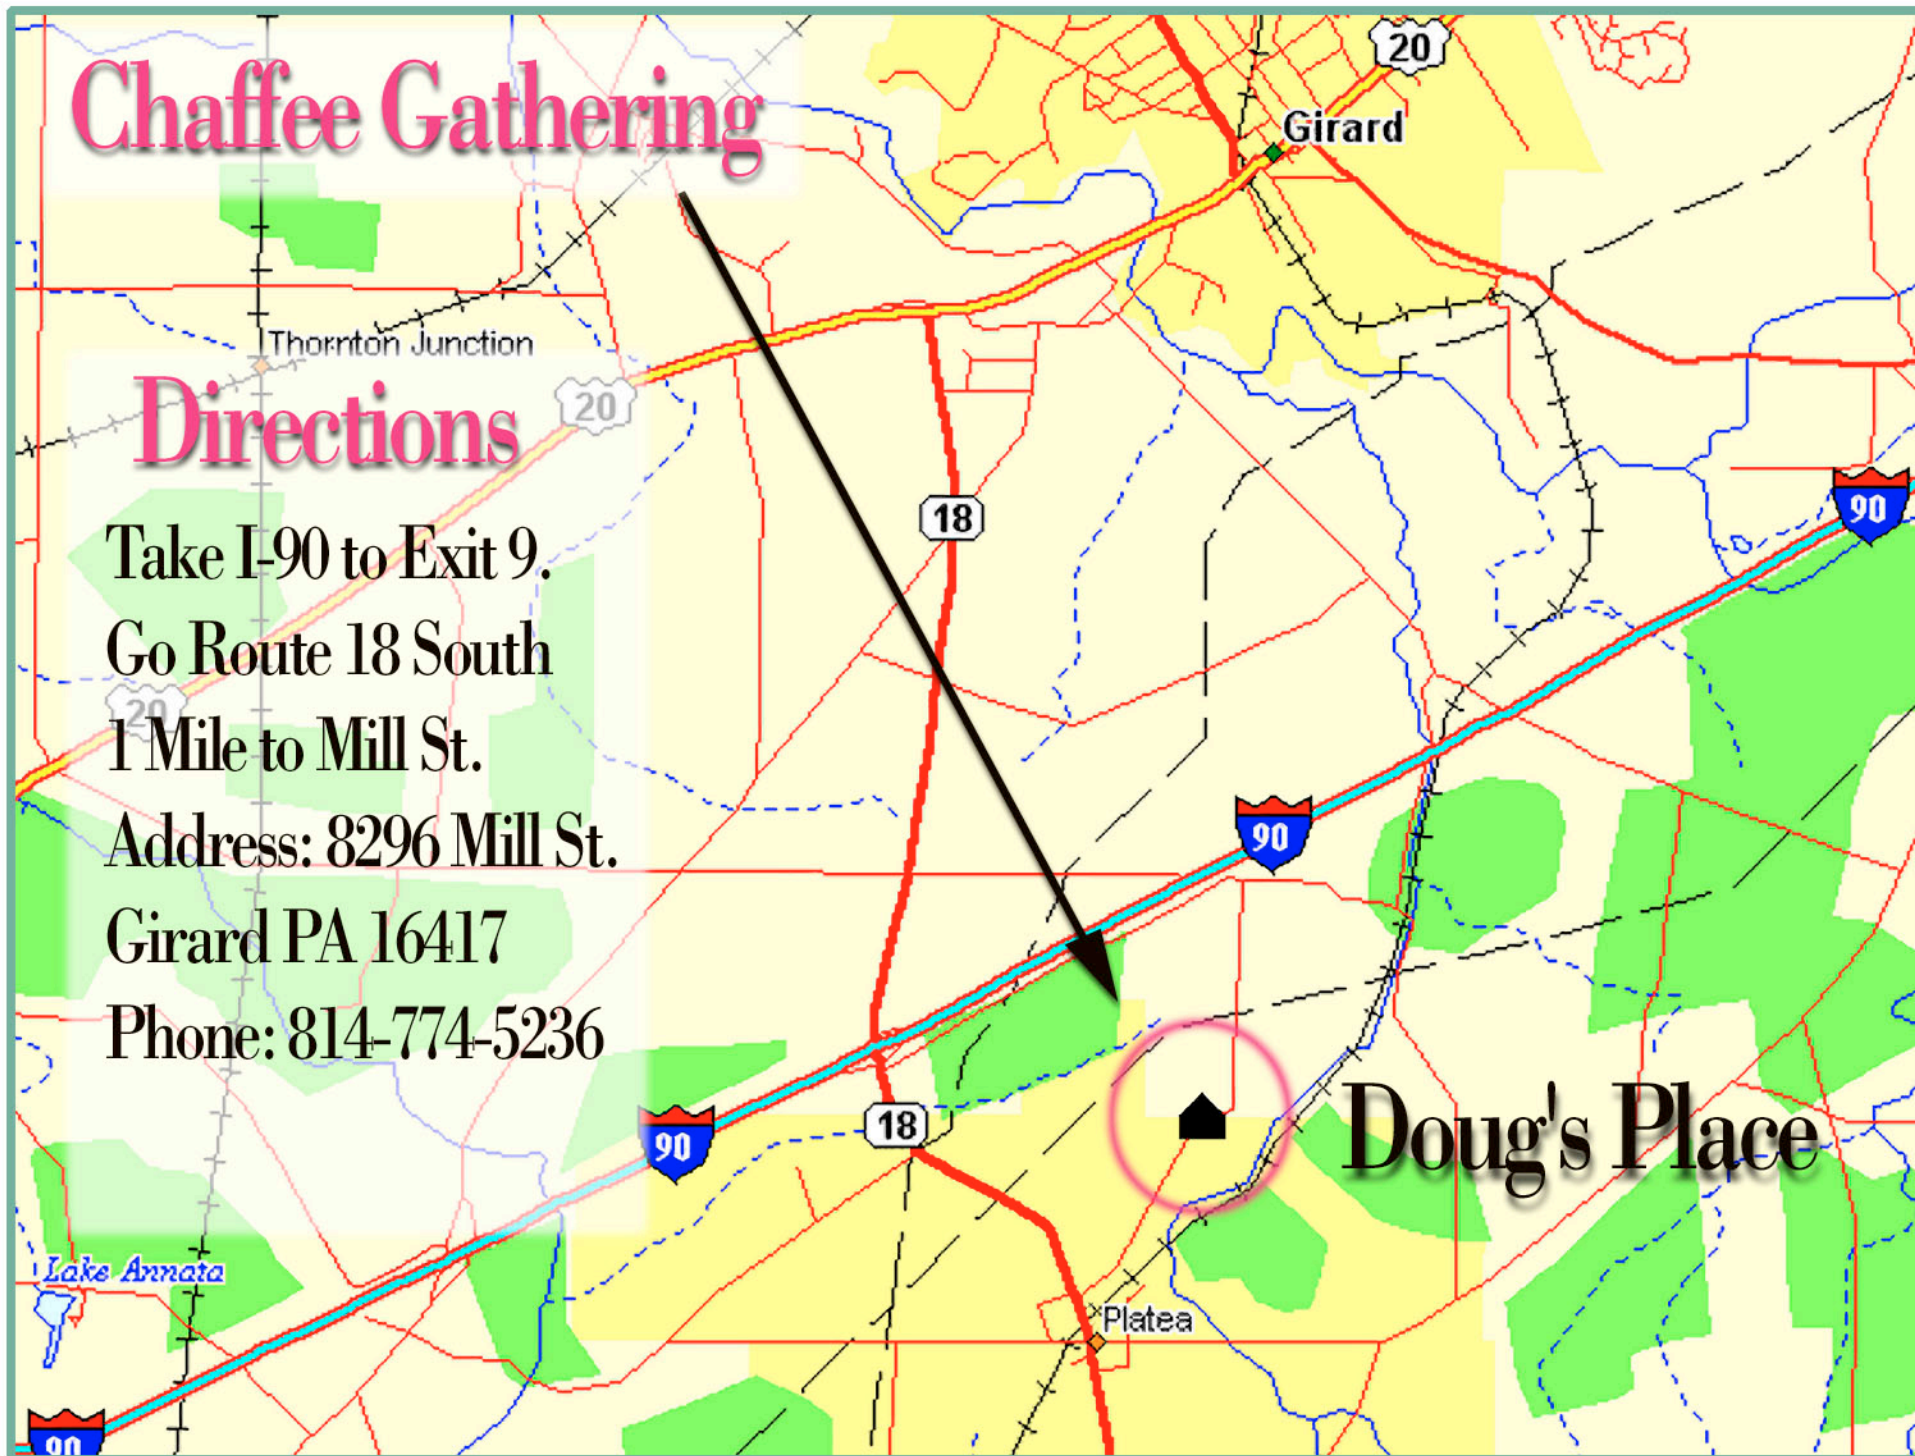 Chaffee Gathering
20
Girard
Thornton Junction
Directions
20
Take I-90 to Exit 9.
18
90
Go Route 18 South
20
1 Mile to Mill St.
Address: 8296 Mill St.
90
Girard PA 16417
Phone: 814-774-5236
18
90
Doug's Place
Lake Annata
Platea
90